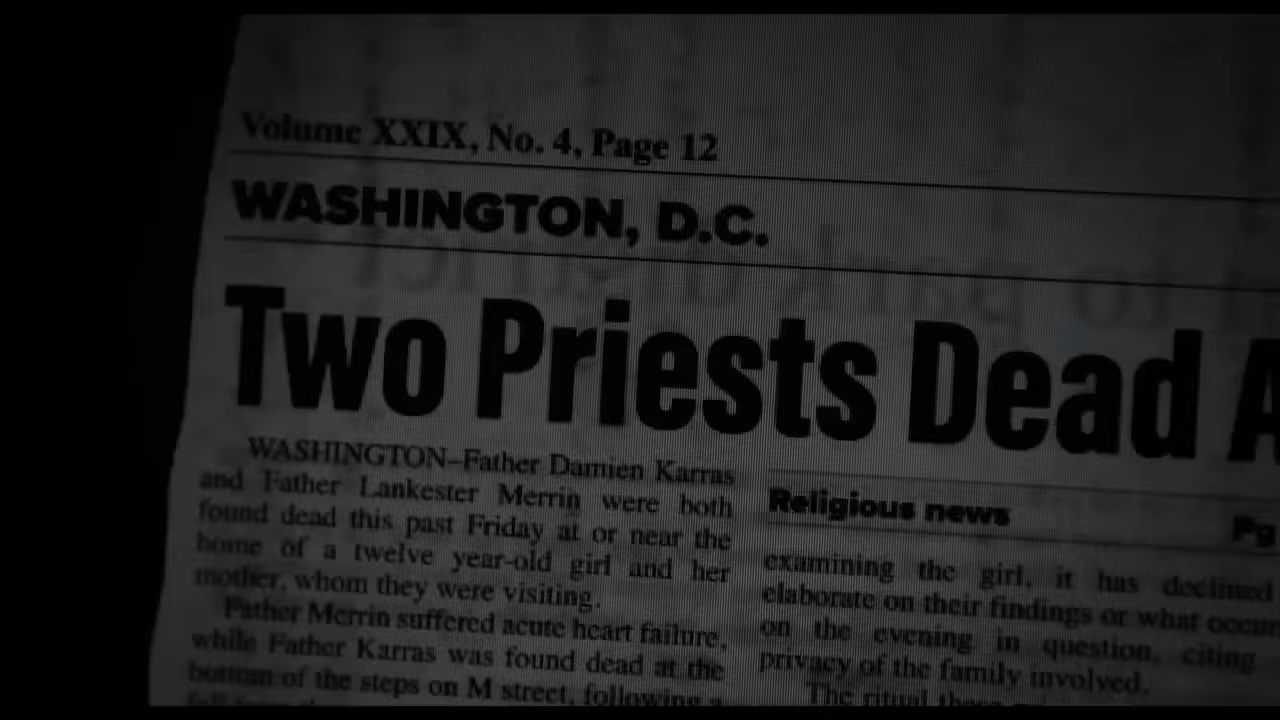 Volume XXIX, No. 4, Page 12
WASHINGTON, D.C.
Two Priests Dead A
WASHINGTON–Father Damien Karras
and Father Lankester Merrin were both
found dead this past Friday at or near the
home of a twelve year-old girl and her
mother, whom they were visiting.
Father Merrin suffered acute heart failure,
while Father Karras was found dead at the
bottom of the steps on M street, following a
Religious news
Pg
examining the girl, it has declined
elaborate on their findings or what occur
on the evening in question, citing
privacy of the family involved.
The ritual